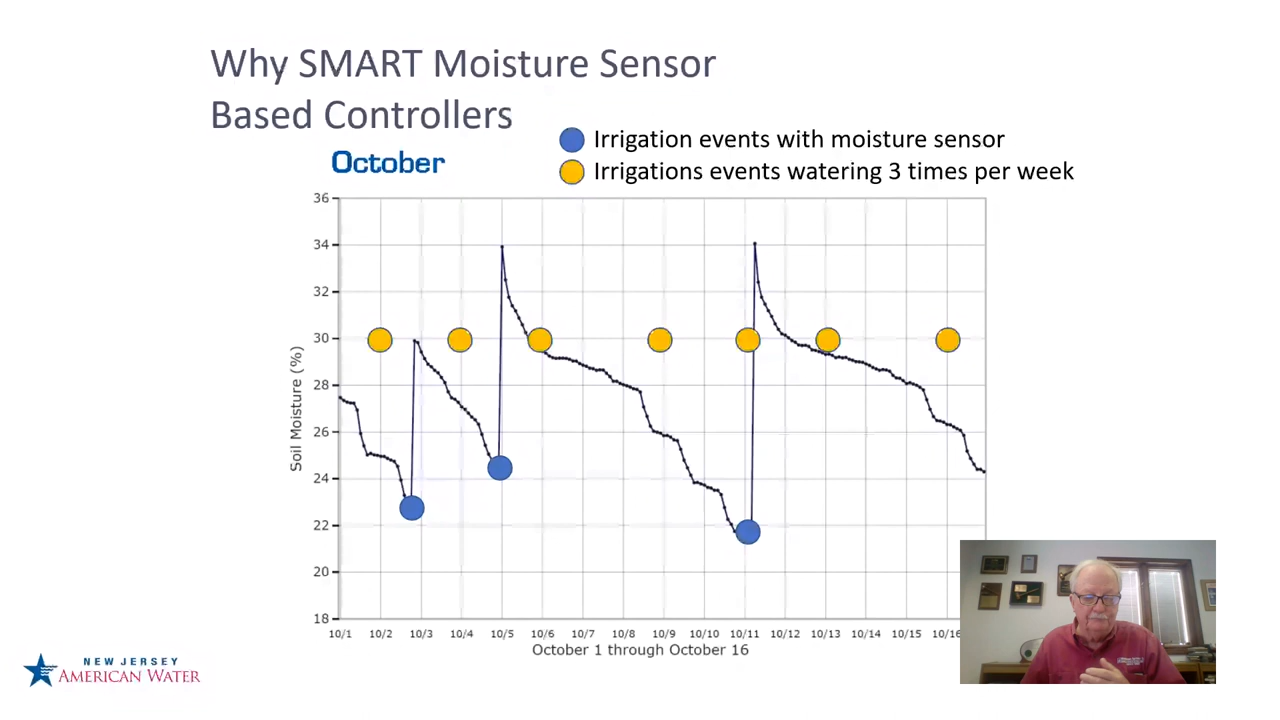 Why SMART Moisture Sensor
Based Controllers
October
Irrigation events with moisture sensor
Irrigations events watering 3 times per week
36
34
32
30
28
26
24
22
20
18
Soil Moisture (%)
10/1 10/2 10/3 10/4 10/5 10/6 10/7 10/8 10/9 10/10 10/11 10/12 10/13 10/14 10/15 10/16
October 1 through October 16
NEW JERSEY
AMERICAN WATER